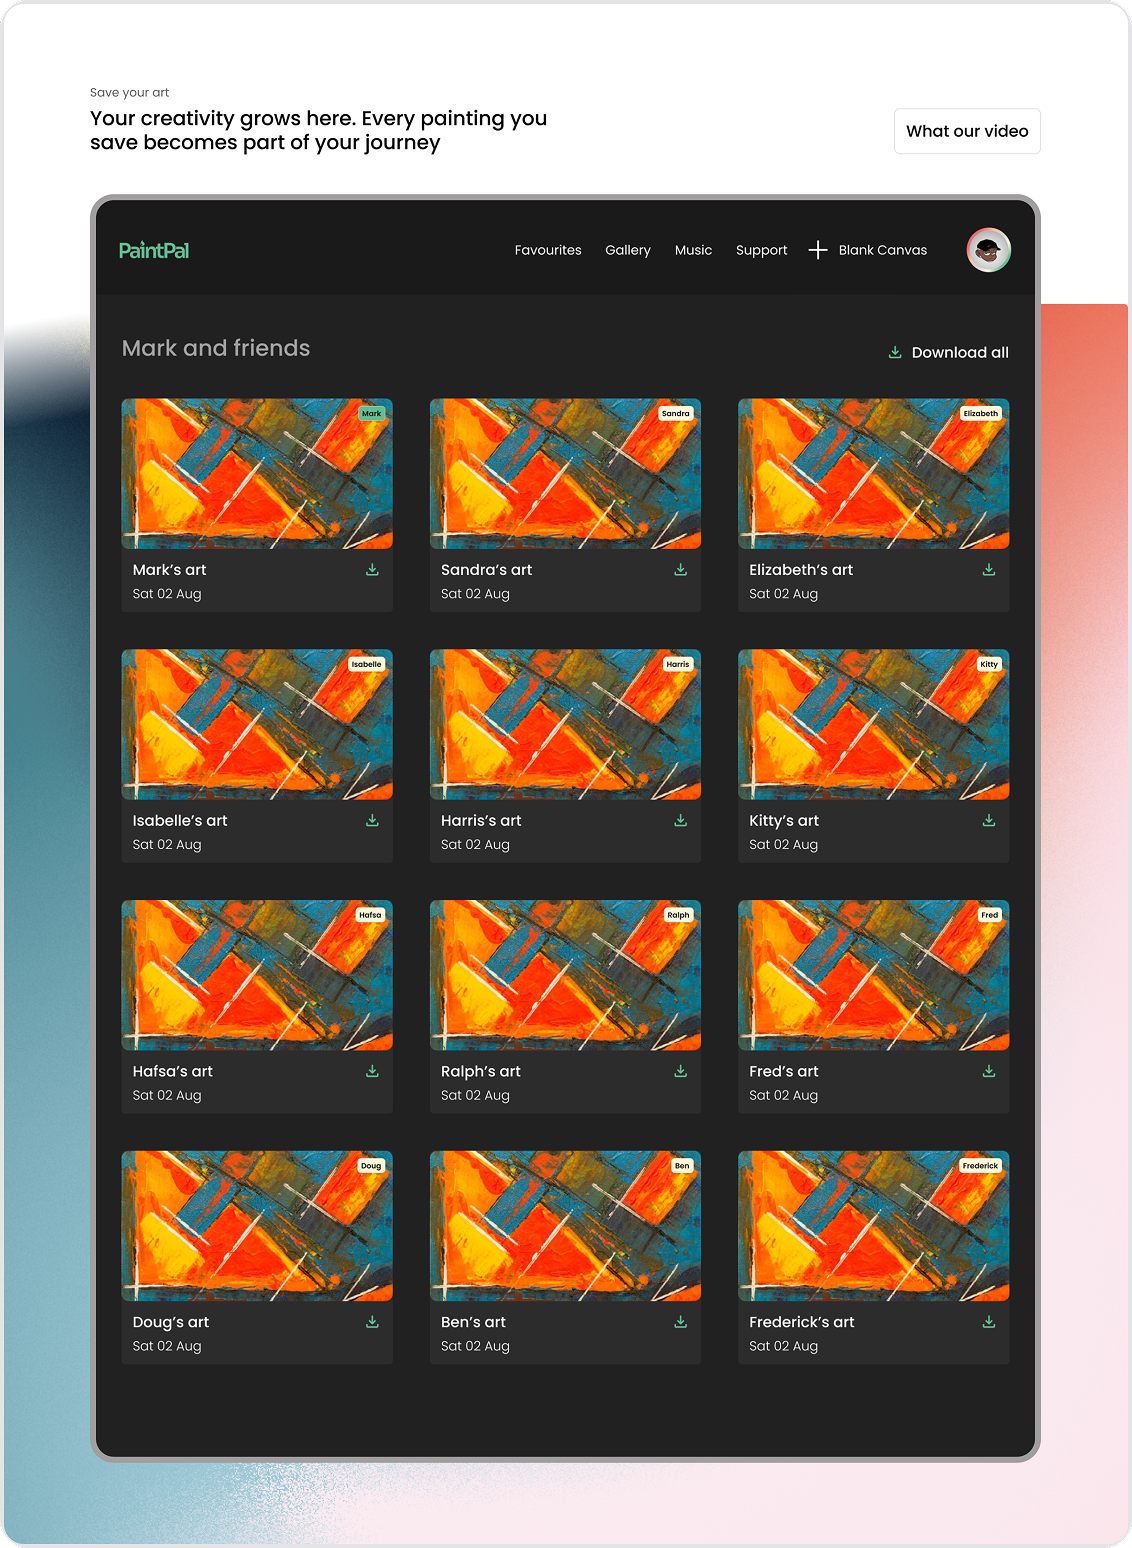 Save your art
Your creativity grows here. Every painting you
save becomes part of your journey
What our video
PaintPal
Favourites
Gallery
Music
Support
Blank Canvas
Mark and friends
Download all
Mark
Sandra
Elizabeth
Mark’s art
Sat 02 Aug
Sandra’s art
Sat 02 Aug
Elizabeth’s art
Sat 02 Aug
Isabelle
Harris
Kitty
Isabelle’s art
Sat 02 Aug
Harris’s art
Sat 02 Aug
Kitty’s art
Sat 02 Aug
Hafsa
Ralph
Fred
Hafsa’s art
Sat 02 Aug
Ralph’s art
Sat 02 Aug
Fred’s art
Sat 02 Aug
Doug
Ben
Frederick
Doug’s art
Sat 02 Aug
Ben’s art
Sat 02 Aug
Frederick’s art
Sat 02 Aug